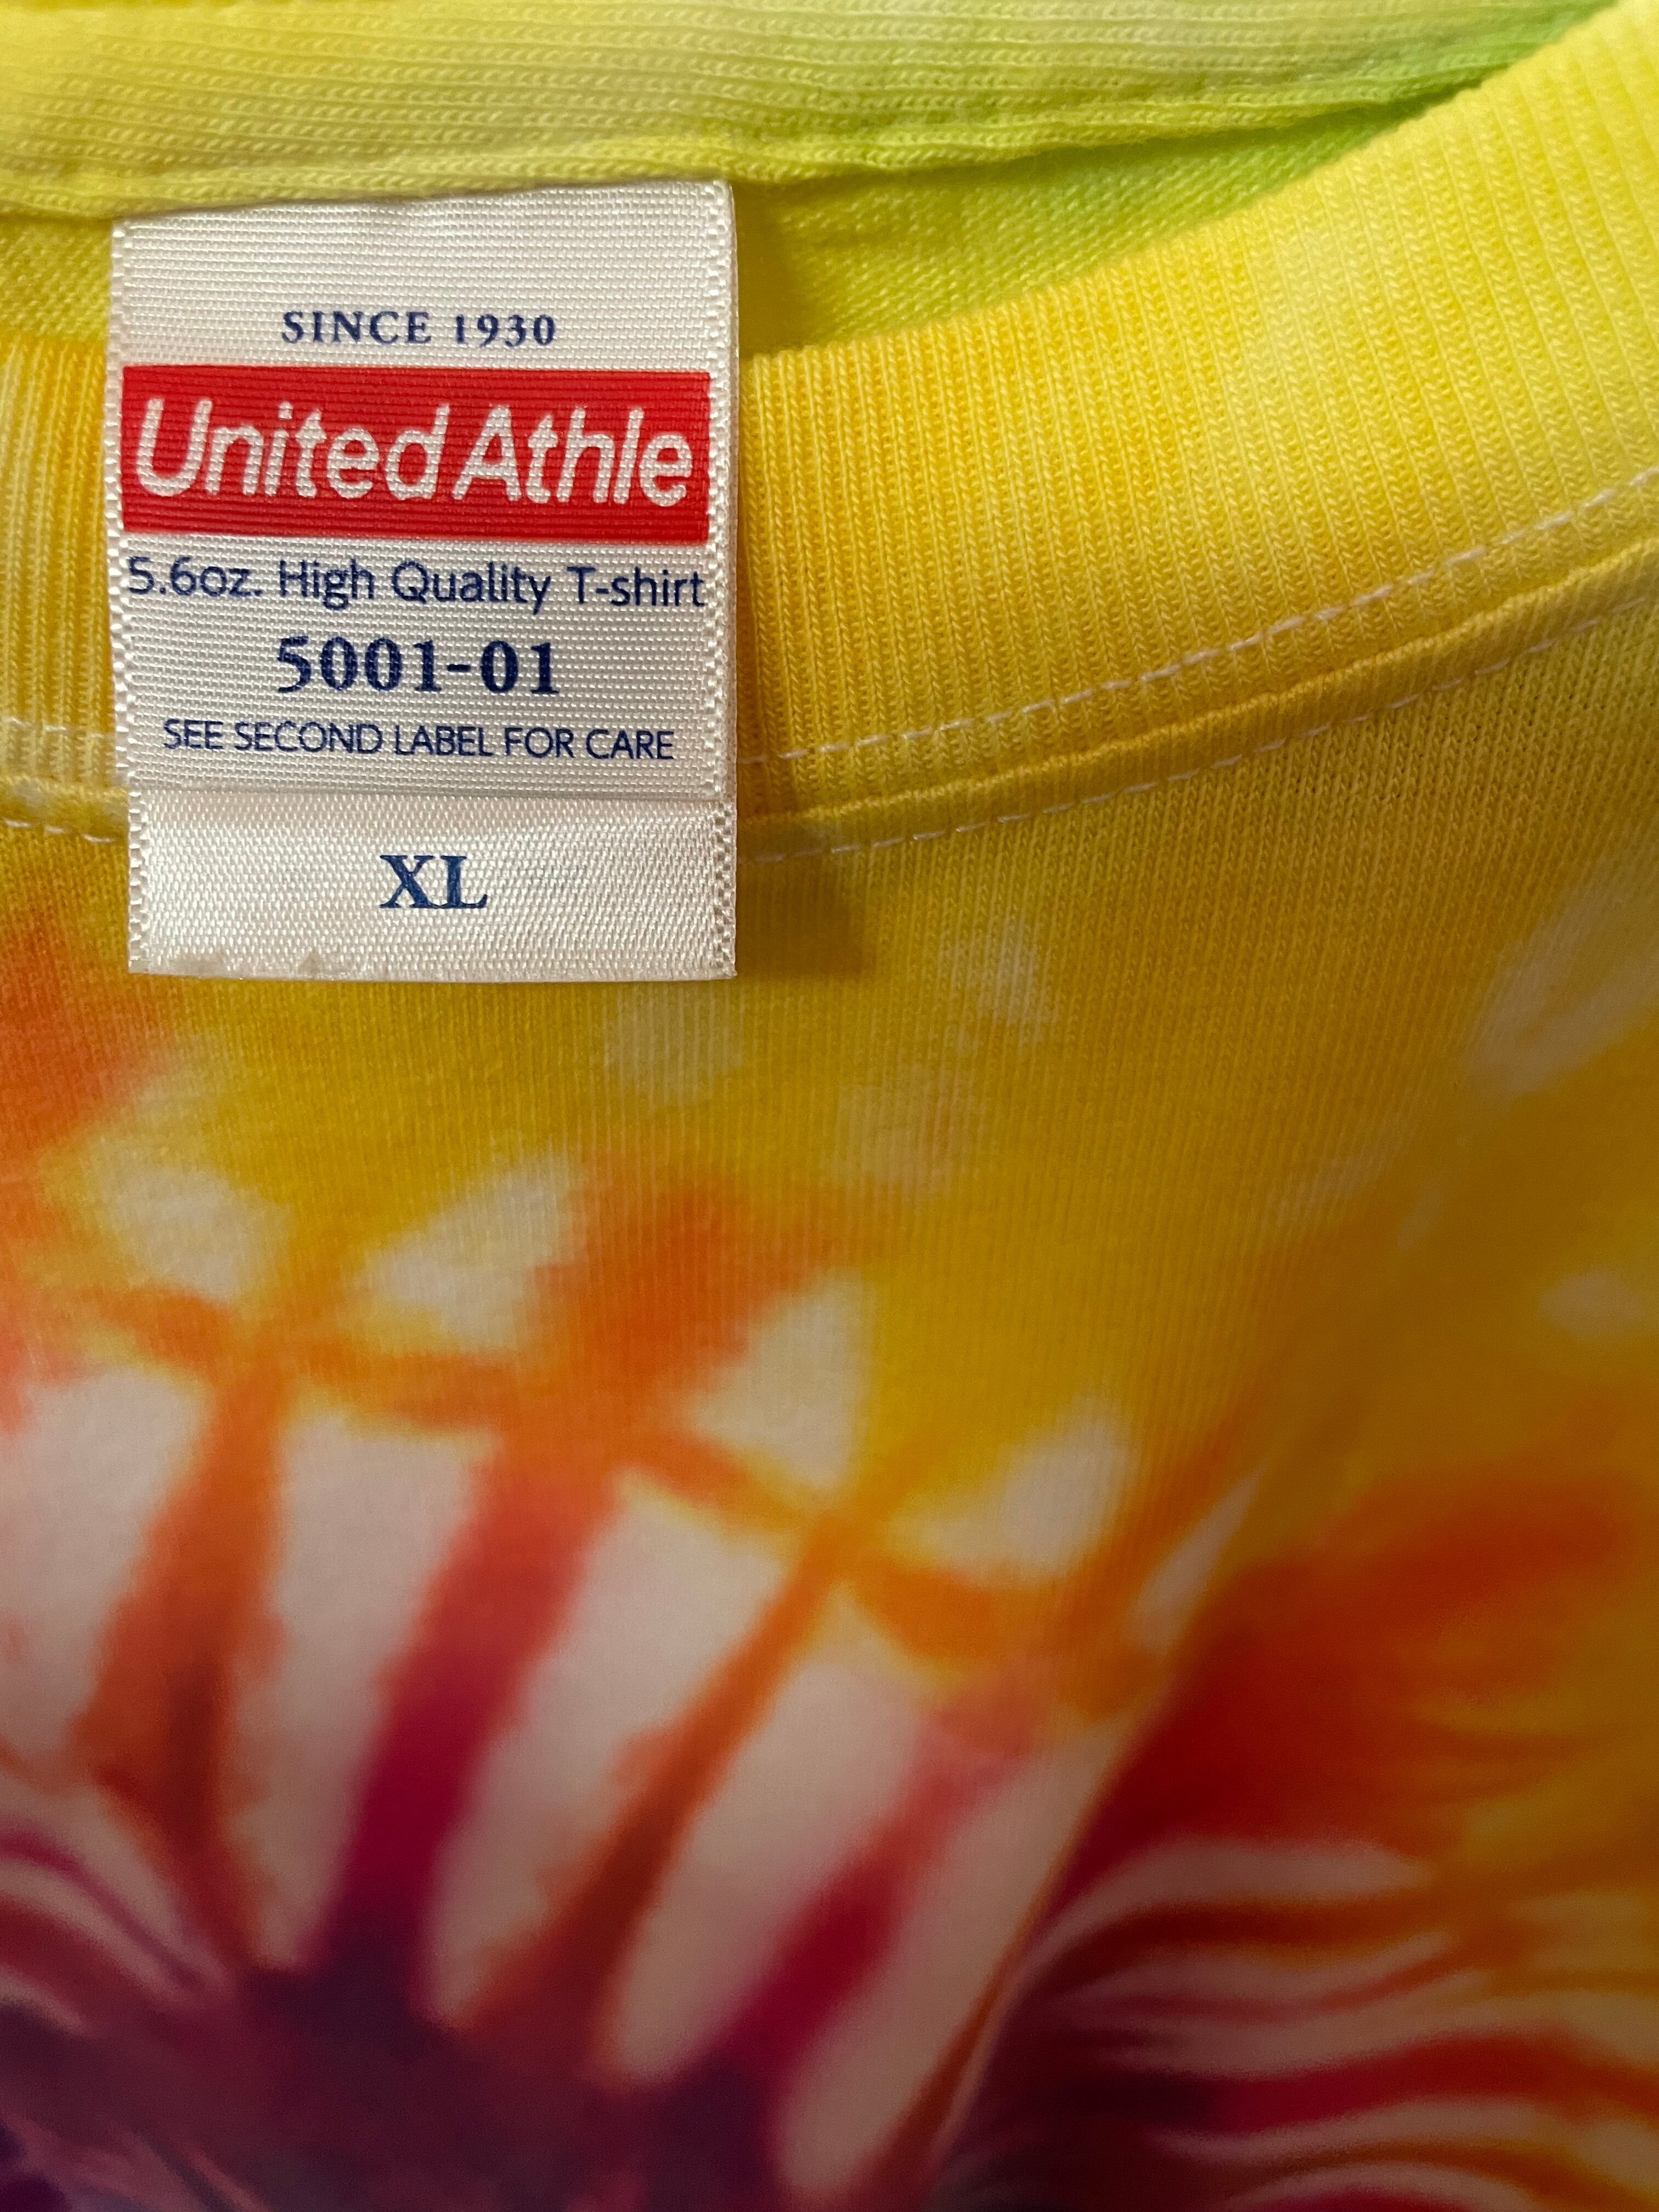 SINCE 1930
United Athle
5.6oz. High Quality T-shirt
5001-01
SEE SECOND LABEL FOR CARE
XL